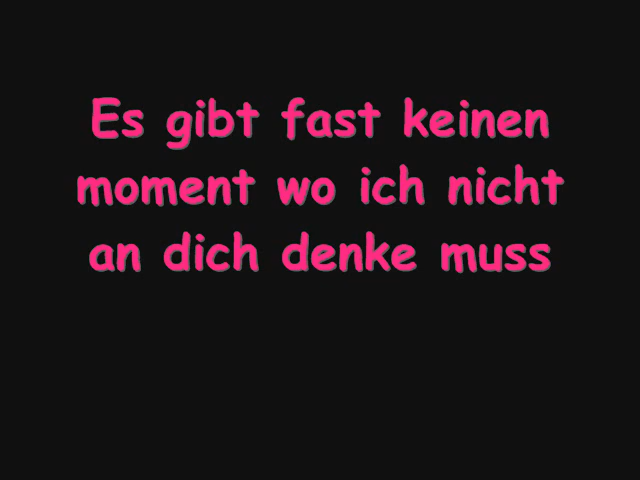 Es gibt fast keinen
moment wo ich nicht
an dich denke muss